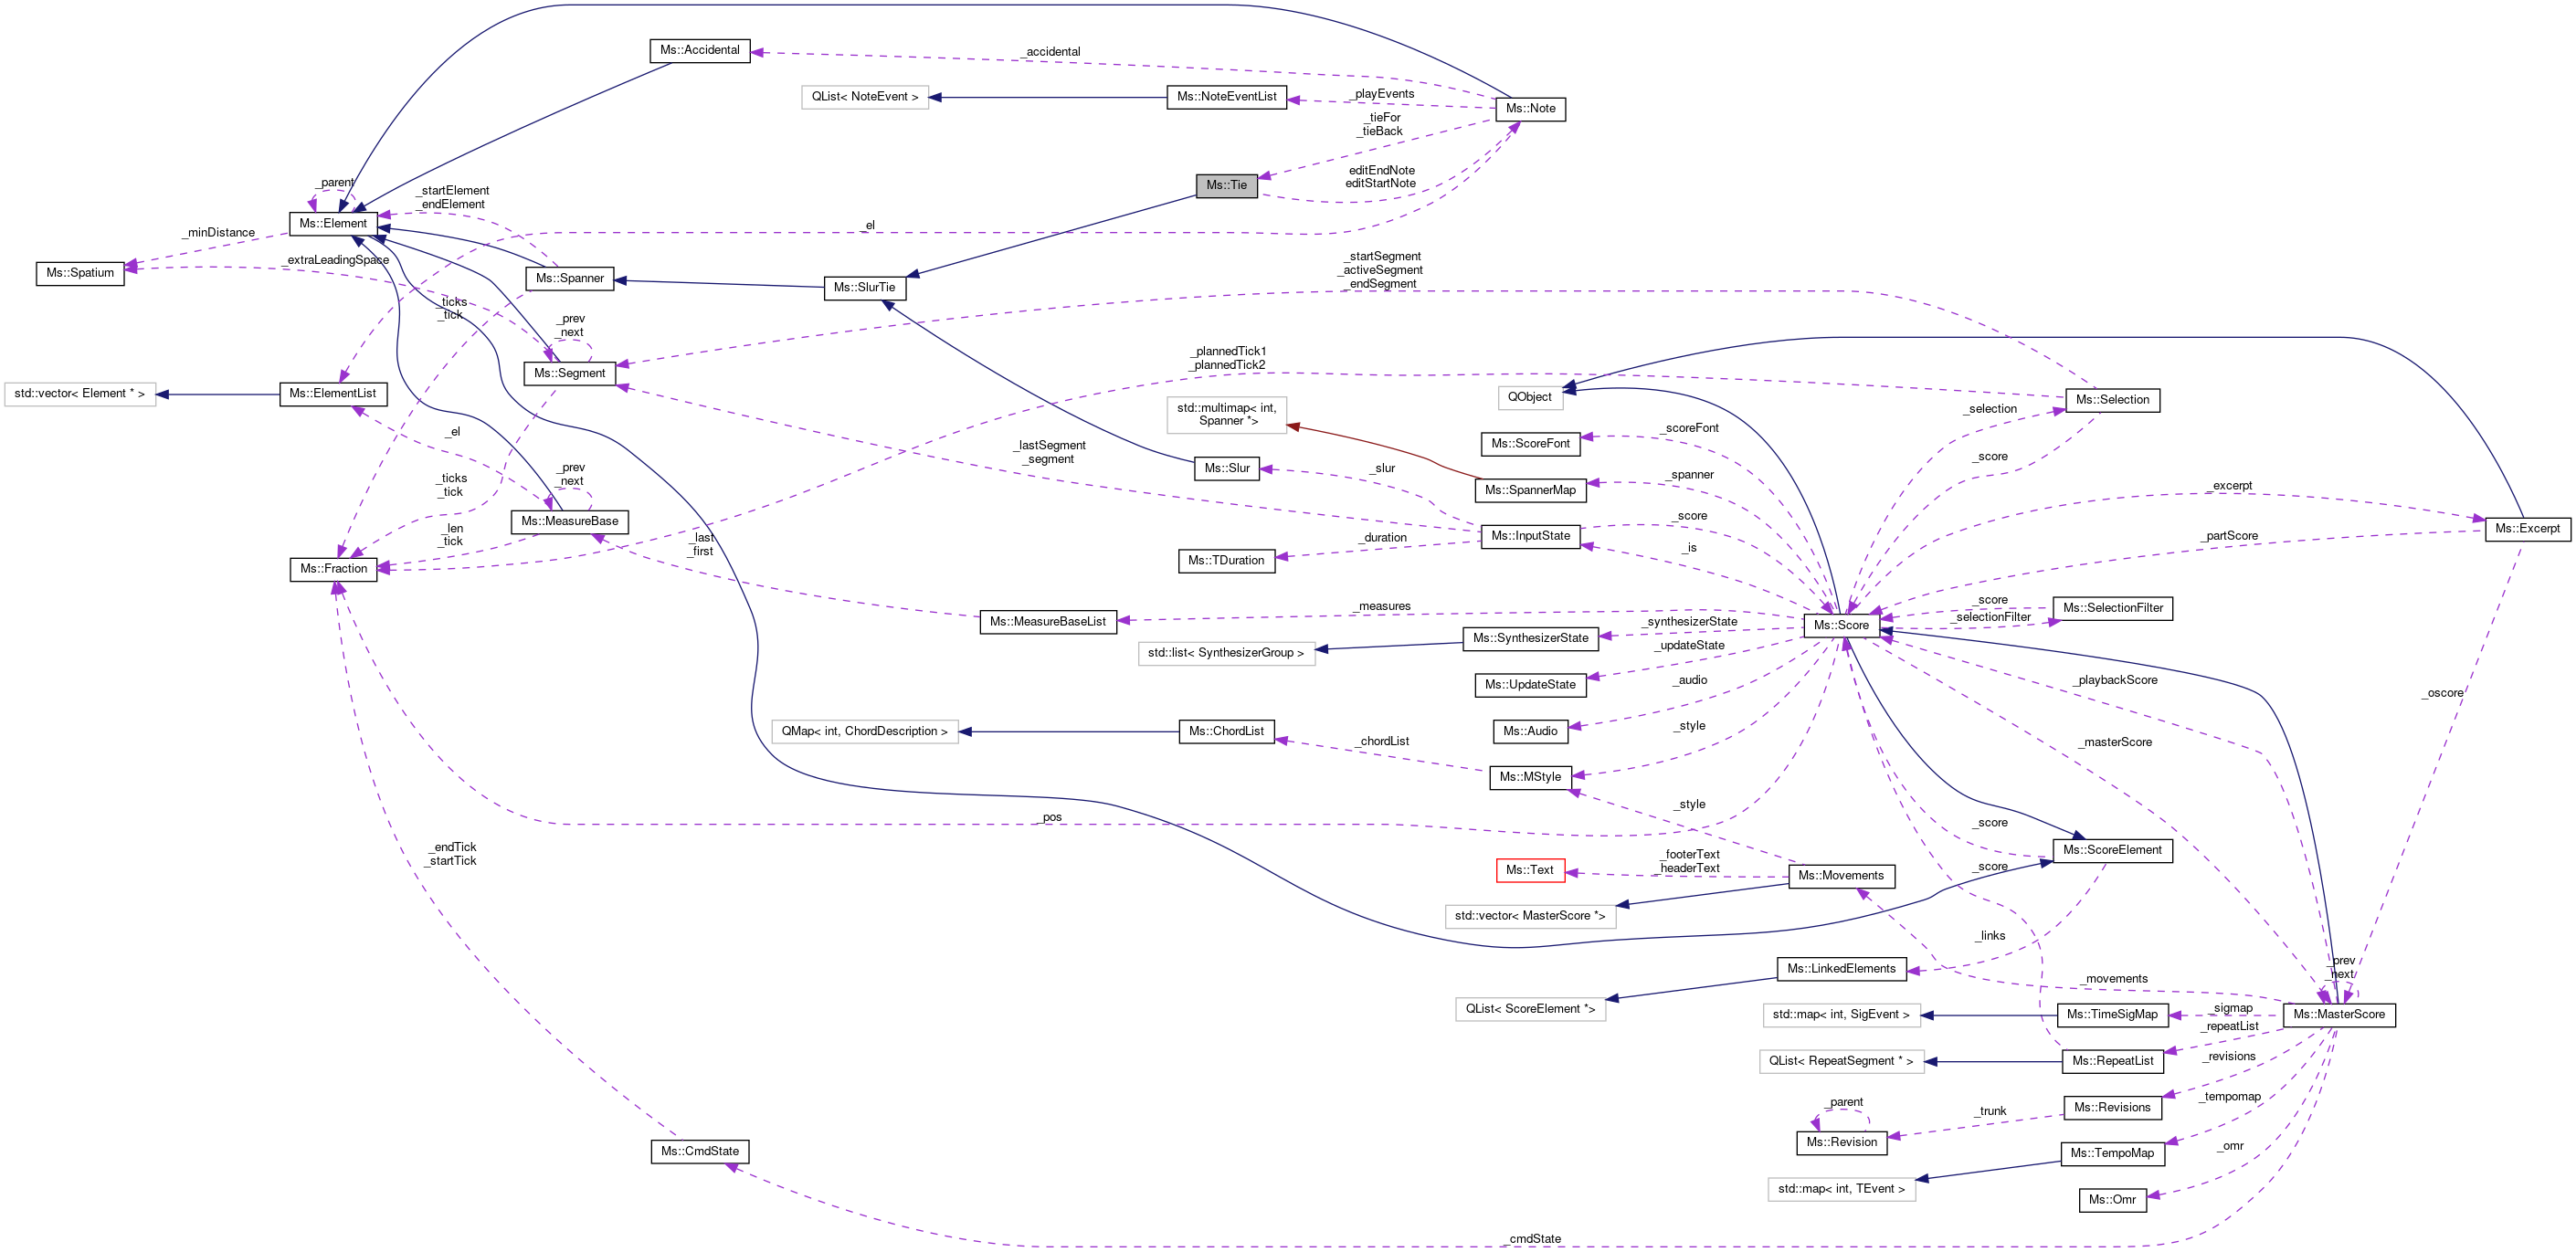 Ms::Accidental
_accidental
QList< NoteEvent >
Ms::NoteEventList
_playEvents
Ms::Note
_tieFor
_tieBack
Ms::Tie
editEndNote
editStartNote
_parent
_startElement
_endElement
Ms::Element
_el
_minDistance
_extraLeadingSpace
Ms::Spatium
Ms::Spanner
Ms::SlurTie
_startSegment
_activeSegment
_endSegment
_ticks
_tick
_prev
_next
Ms::Segment
_plannedTick1
_plannedTick2
std::vector< Element * >
Ms::ElementList
QObject
Ms::Selection
std::multimap< int,
Spanner *>
_selection
_el
_scoreFont
Ms::ScoreFont
_lastSegment
_segment
_score
_prev
_next
Ms::Slur
_slur
_spanner
Ms::SpannerMap
_ticks
_tick
_excerpt
Ms::MeasureBase
_len
_tick
Ms::InputState
_score
Ms::Excerpt
_last
_first
_duration
_is
_partScore
Ms::TDuration
Ms::Fraction
_measures
_score
Ms::SelectionFilter
_selectionFilter
Ms::MeasureBaseList
_synthesizerState
Ms::Score
Ms::SynthesizerState
std::list< SynthesizerGroup >
_updateState
Ms::UpdateState
_audio
_playbackScore
_oscore
Ms::Audio
_style
QMap< int, ChordDescription >
Ms::ChordList
_chordList
_masterScore
Ms::MStyle
_style
_pos
_score
_endTick
_startTick
Ms::ScoreElement
_footerText
_headerText
_score
Ms::Text
Ms::Movements
std::vector< MasterScore *>
_links
Ms::LinkedElements
_prev
_next
_movements
QList< ScoreElement *>
std::map< int, SigEvent >
Ms::TimeSigMap
_sigmap
Ms::MasterScore
_repeatList
QList< RepeatSegment * >
Ms::RepeatList
_revisions
_parent
_trunk
Ms::Revisions
_tempomap
Ms::Revision
Ms::CmdState
Ms::TempoMap
_omr
std::map< int, TEvent >
Ms::Omr
_cmdState